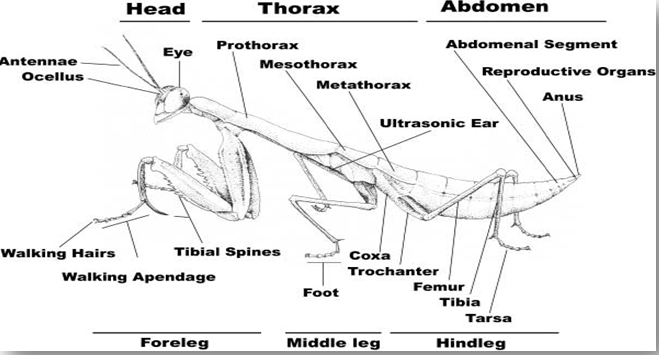 Head
Thorax
Abdomen
Antennae
Ocellus
Eye
Prothorax
Mesothorax
Metathorax
Ultrasonic Ear
Abdomenal Segment
Reproductive Organs
Anus
Walking Hairs
Walking Apendage
Tibial Spines
Foot
Coxa
Trochanter
Femur
Tibia
Tarsa
Foreleg
Middle leg
Hindleg